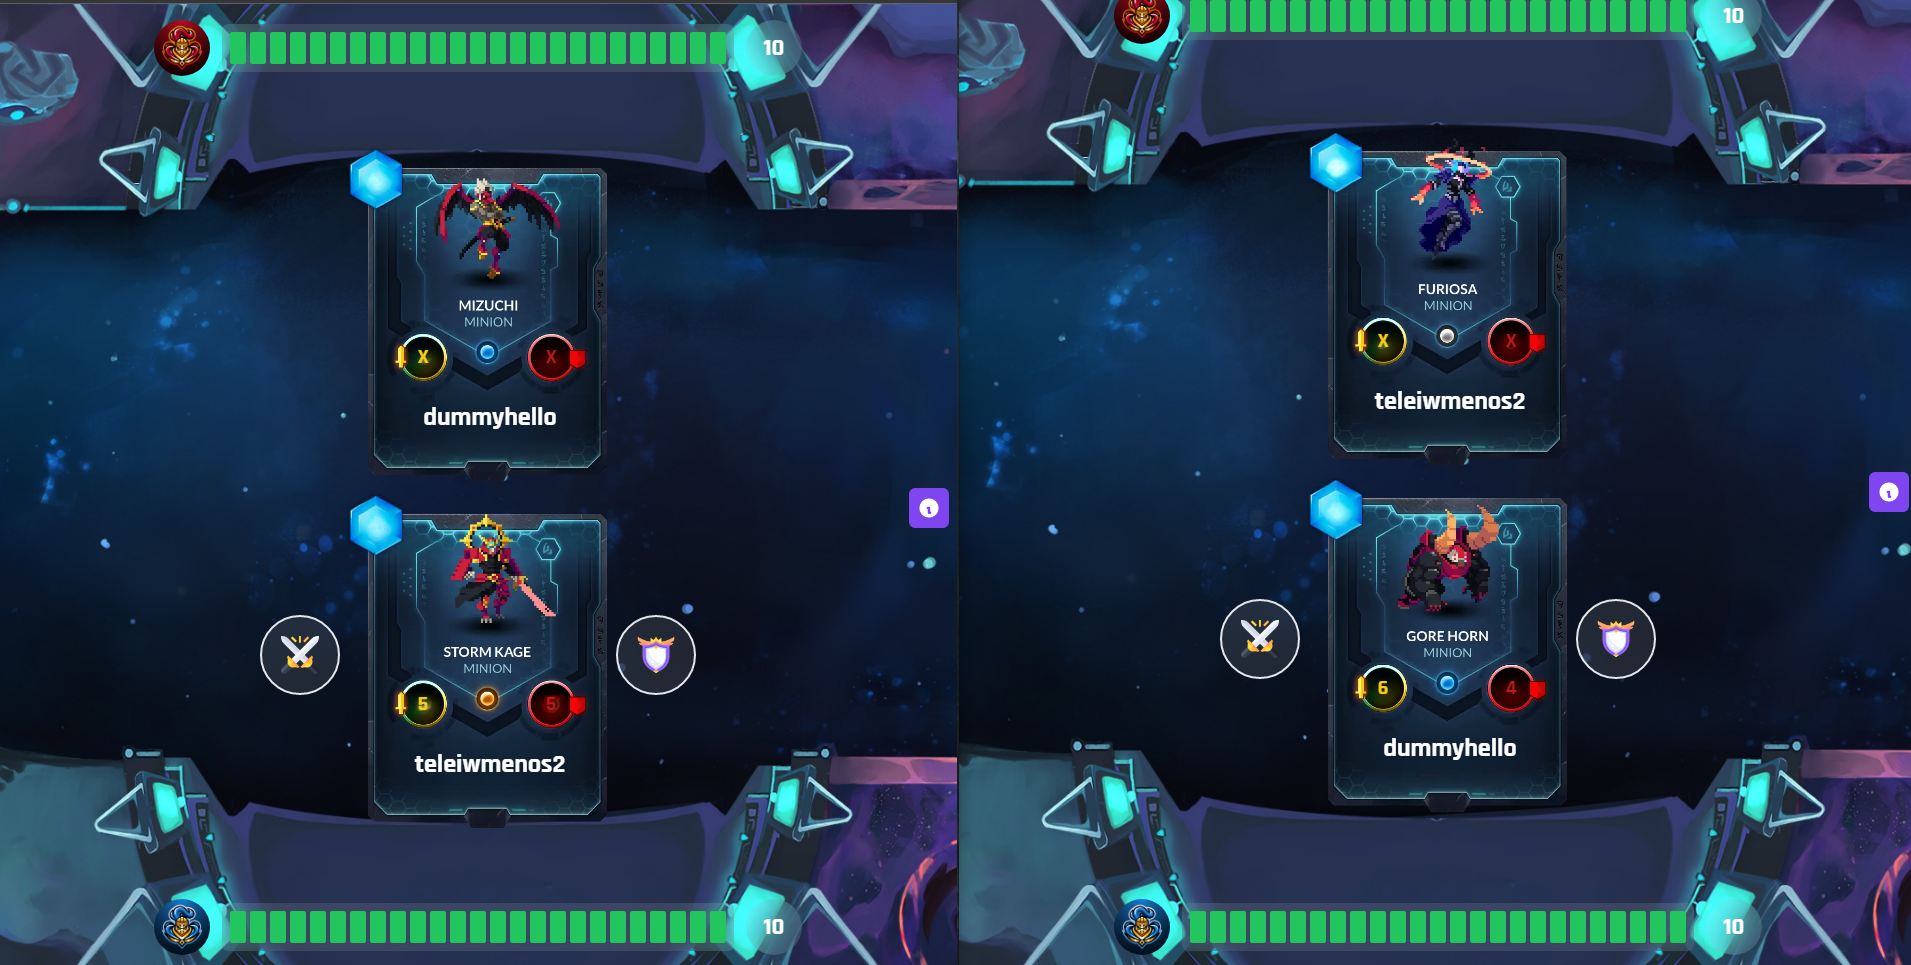 10
MIZUCHI
MINION
X X
dummyhello
STORM KAGE
MINION
5 5
teleiwmenos2
10
10
FURIOSA
MINION
X X
teleiwmenos2
GORE HORN
MINION
6 4
dummyhello
10